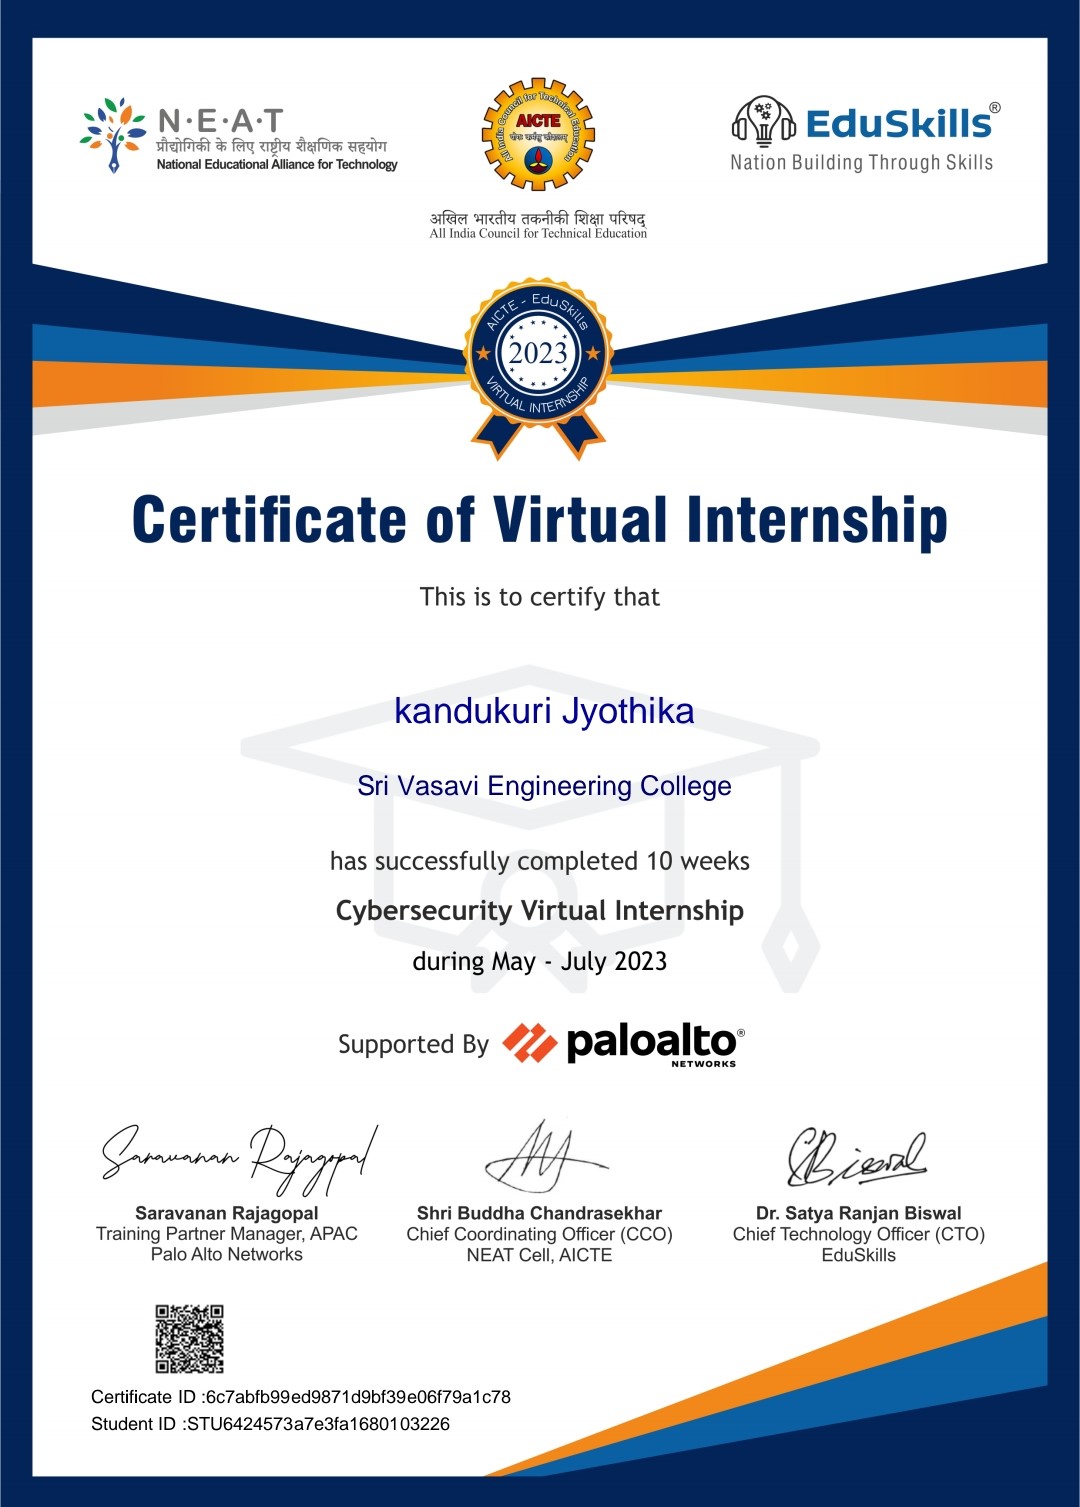 N·E·A·T
प्रौद्योगिकी के लिए राष्ट्रीय शैक्षणिक सहयोग
National Educational Alliance for Technology
All India Council for Technical Education
AICTE
योगः कर्मसु कौशलम्
अखिल भारतीय तकनीकी शिक्षा परिषद्
All India Council for Technical Education
EduSkills®
Nation Building Through Skills
AICTE - EduSkills
2023
VIRTUAL INTERNSHIP
Certificate of Virtual Internship
This is to certify that
kandukuri Jyothika
Sri Vasavi Engineering College
has successfully completed 10 weeks
Cybersecurity Virtual Internship
during May - July 2023
Supported By paloalto®
NETWORKS
Saravanan Rajagopal
Saravanan Rajagopal
Training Partner Manager, APAC
Palo Alto Networks
Shri Buddha Chandrasekhar
Chief Coordinating Officer (CCO)
NEAT Cell, AICTE
SRBiswal
Dr. Satya Ranjan Biswal
Chief Technology Officer (CTO)
EduSkills
Certificate ID :6c7abfb99ed9871d9bf39e06f79a1c78
Student ID :STU6424573a7e3fa1680103226